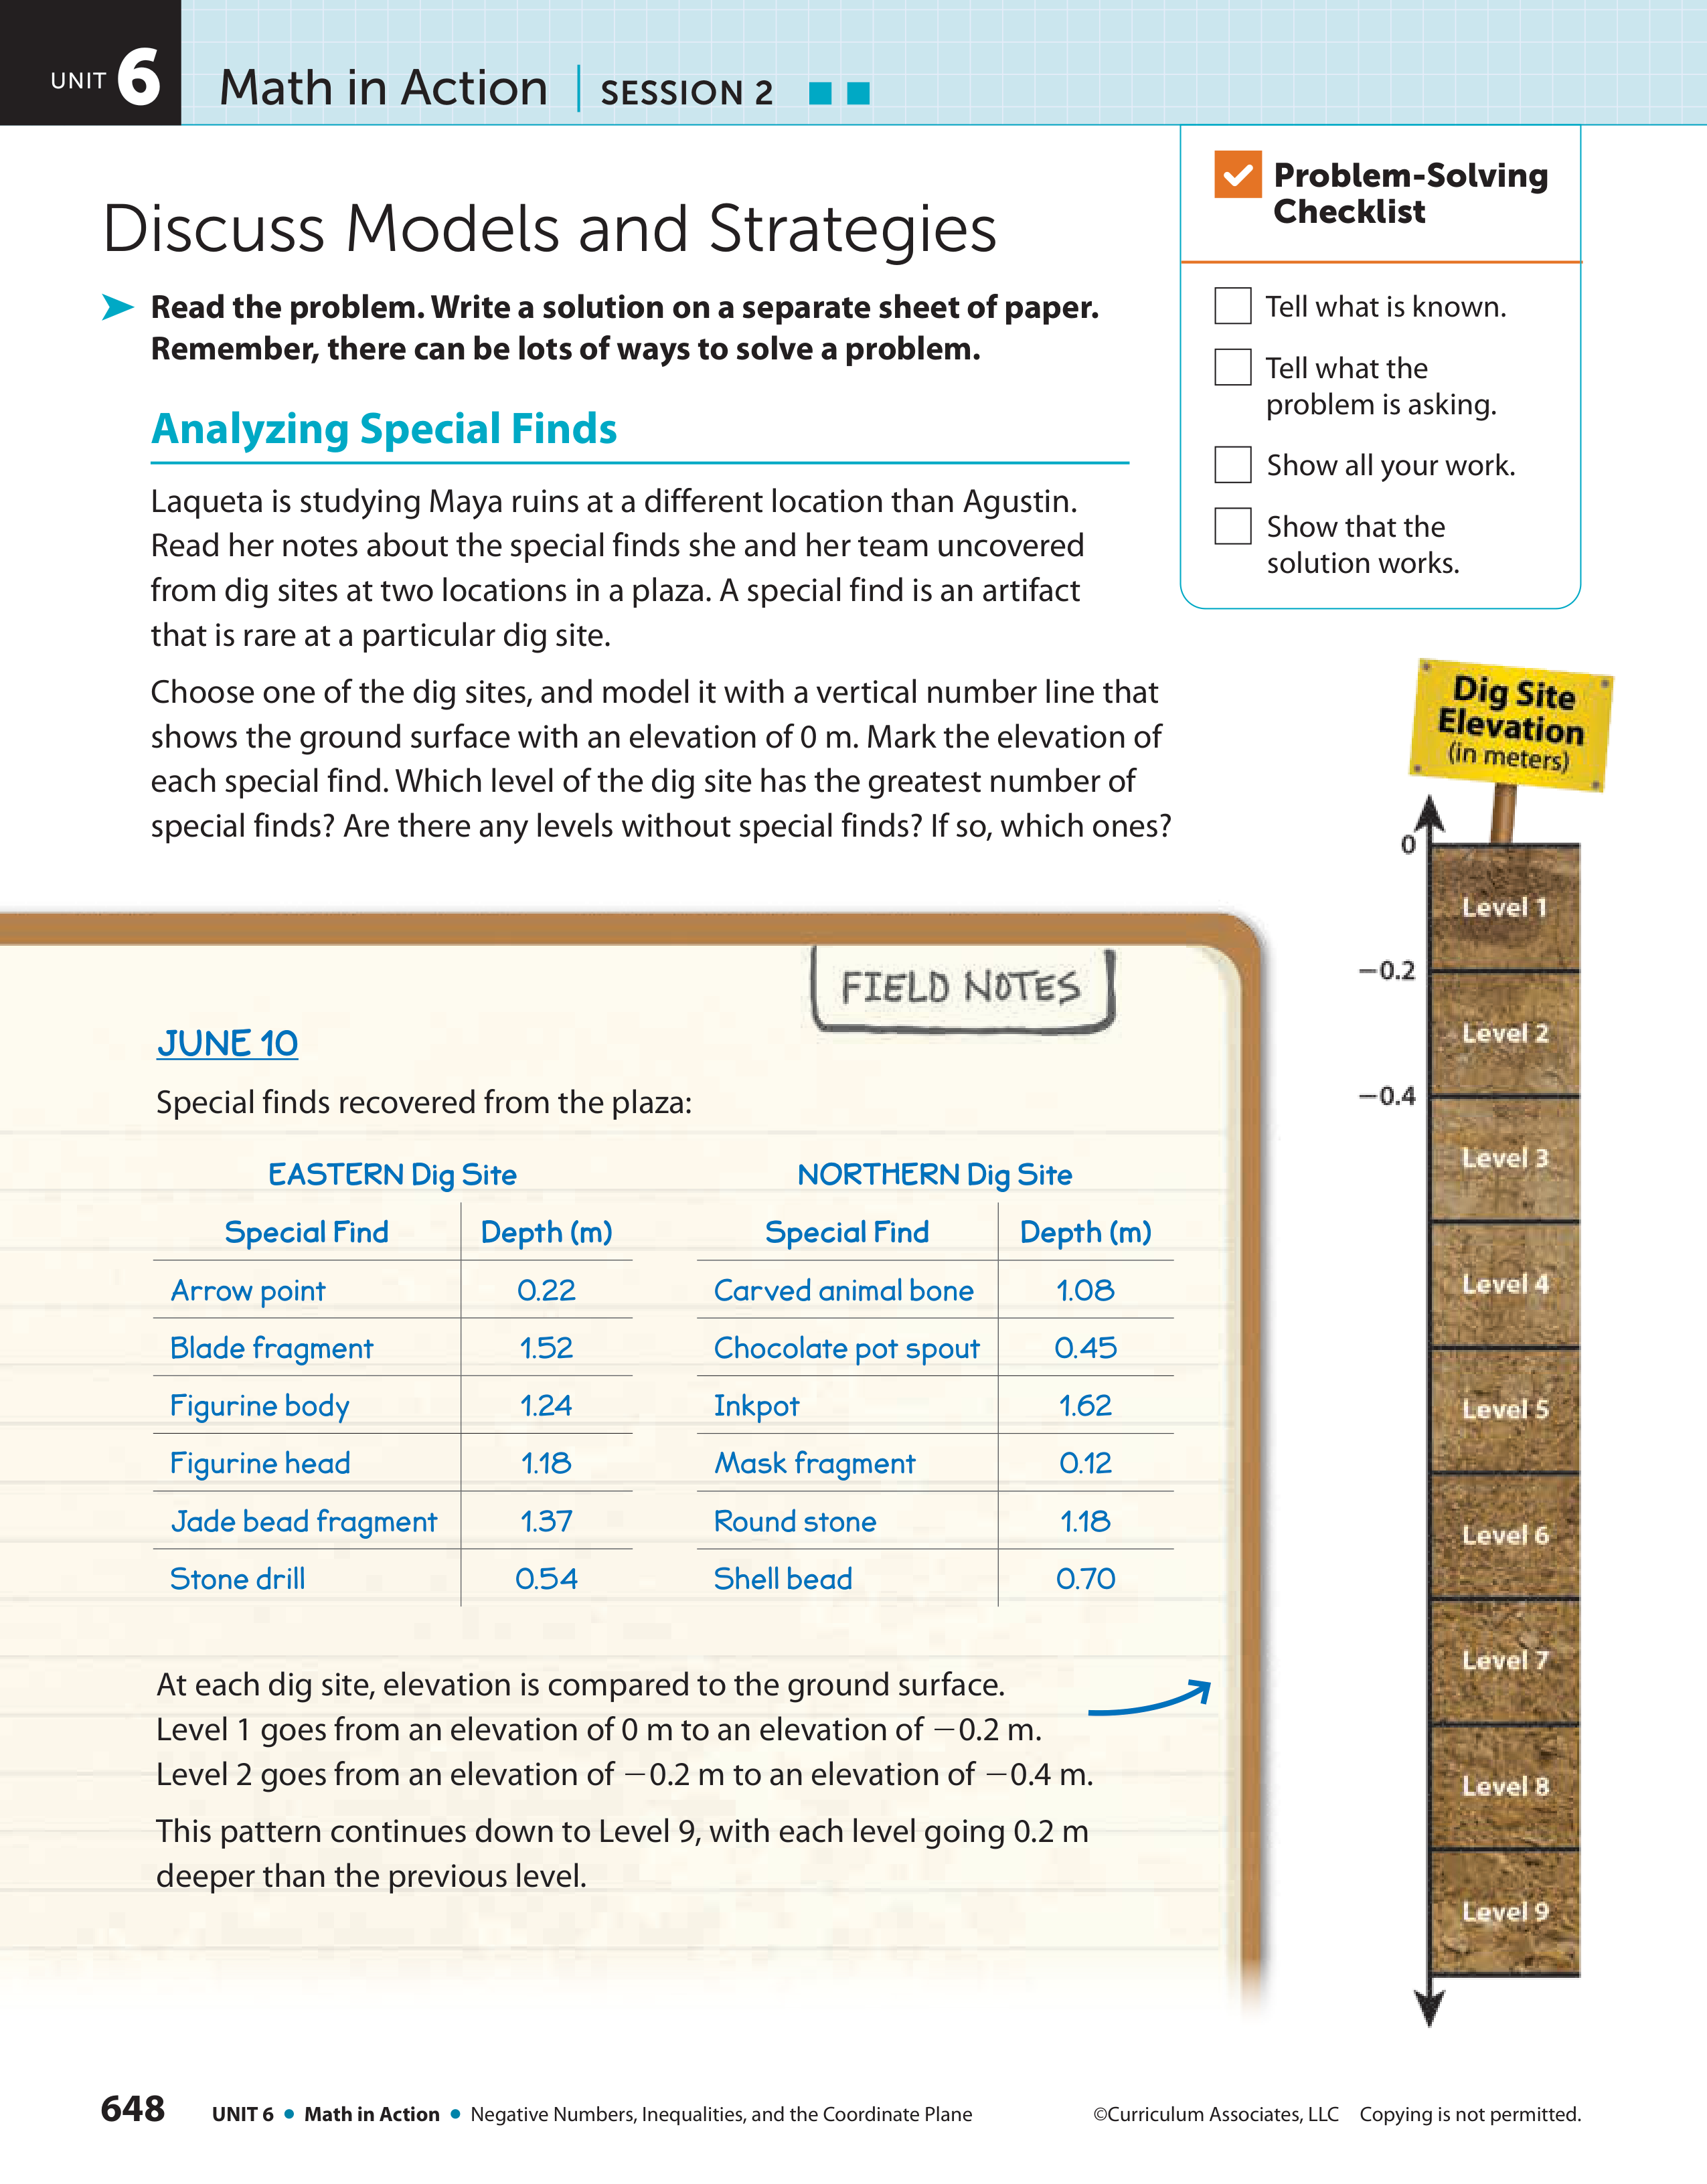 UNIT 6 Math in Action | SESSION 2
Problem-Solving
Checklist
Tell what is known.
Tell what the
problem is asking.
Show all your work.
Show that the
solution works.
Discuss Models and Strategies
Read the problem. Write a solution on a separate sheet of paper.
Remember, there can be lots of ways to solve a problem.
Analyzing Special Finds
Laqueta is studying Maya ruins at a different location than Agustin.
Read her notes about the special finds she and her team uncovered
from dig sites at two locations in a plaza. A special find is an artifact
that is rare at a particular dig site.
Choose one of the dig sites, and model it with a vertical number line that
shows the ground surface with an elevation of 0 m. Mark the elevation of
each special find. Which level of the dig site has the greatest number of
special finds? Are there any levels without special finds? If so, which ones?
FIELD NOTES
JUNE 10
Special finds recovered from the plaza:
EASTERN Dig Site
Special Find Depth (m)
Arrow point 0.22
Blade fragment 1.52
Figurine body 1.24
Figurine head 1.18
Jade bead fragment 1.37
Stone drill 0.54
NORTHERN Dig Site
Special Find Depth (m)
Carved animal bone 1.08
Chocolate pot spout 0.45
Inkpot 1.62
Mask fragment 0.12
Round stone 1.18
Shell bead 0.70
At each dig site, elevation is compared to the ground surface.
Level 1 goes from an elevation of 0 m to an elevation of −0.2 m.
Level 2 goes from an elevation of −0.2 m to an elevation of −0.4 m.
This pattern continues down to Level 9, with each level going 0.2 m
deeper than the previous level.
Dig Site
Elevation
(in meters)
0
Level 1
−0.2
Level 2
−0.4
Level 3
Level 4
Level 5
Level 6
Level 7
Level 8
Level 9
648 UNIT 6 • Math in Action • Negative Numbers, Inequalities, and the Coordinate Plane
©Curriculum Associates, LLC Copying is not permitted.